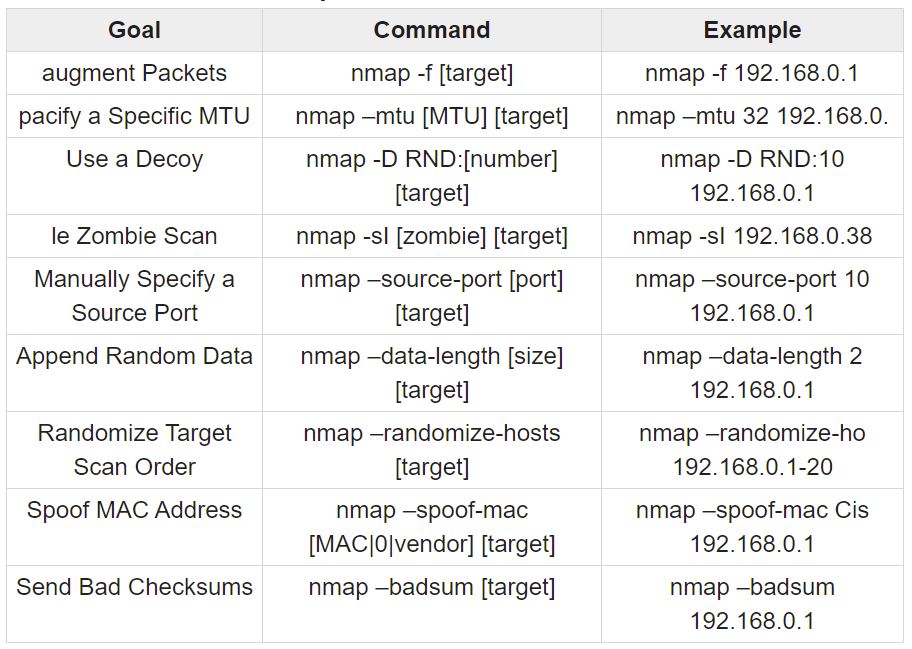 Goal Command Example
augment Packets nmap -f [target] nmap -f 192.168.0.1
pacify a Specific MTU nmap –mtu [MTU] [target] nmap –mtu 32 192.168.0.
Use a Decoy nmap -D RND:[number] nmap -D RND:10
[target] 192.168.0.1
le Zombie Scan nmap -sI [zombie] [target] nmap -sI 192.168.0.38
Manually Specify a nmap –source-port [port] nmap –source-port 10
Source Port [target] 192.168.0.1
Append Random Data nmap –data-length [size] nmap –data-length 2
[target] 192.168.0.1
Randomize Target nmap –randomize-hosts nmap –randomize-ho
Scan Order [target] 192.168.0.1-20
Spoof MAC Address nmap –spoof-mac nmap –spoof-mac Cis
[MAC|0|vendor] [target] 192.168.0.1
Send Bad Checksums nmap –badsum [target] nmap –badsum
192.168.0.1